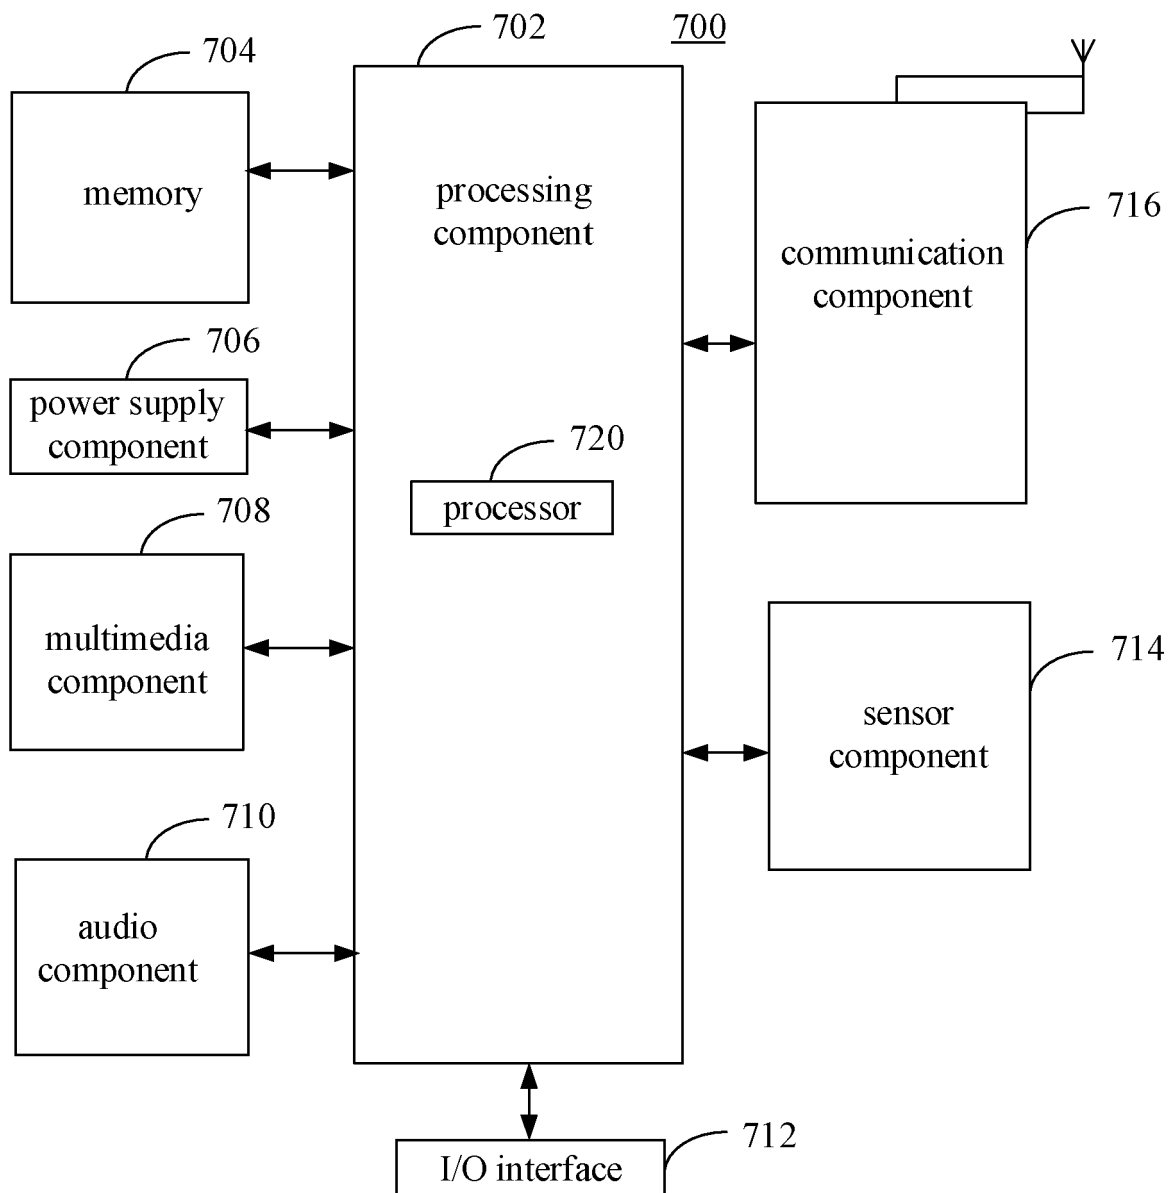 702
700
704
memory
processing
component
716
communication
component
706
power supply
component
720
processor
708
multimedia
component
714
sensor
component
710
audio
component
712
I/O interface